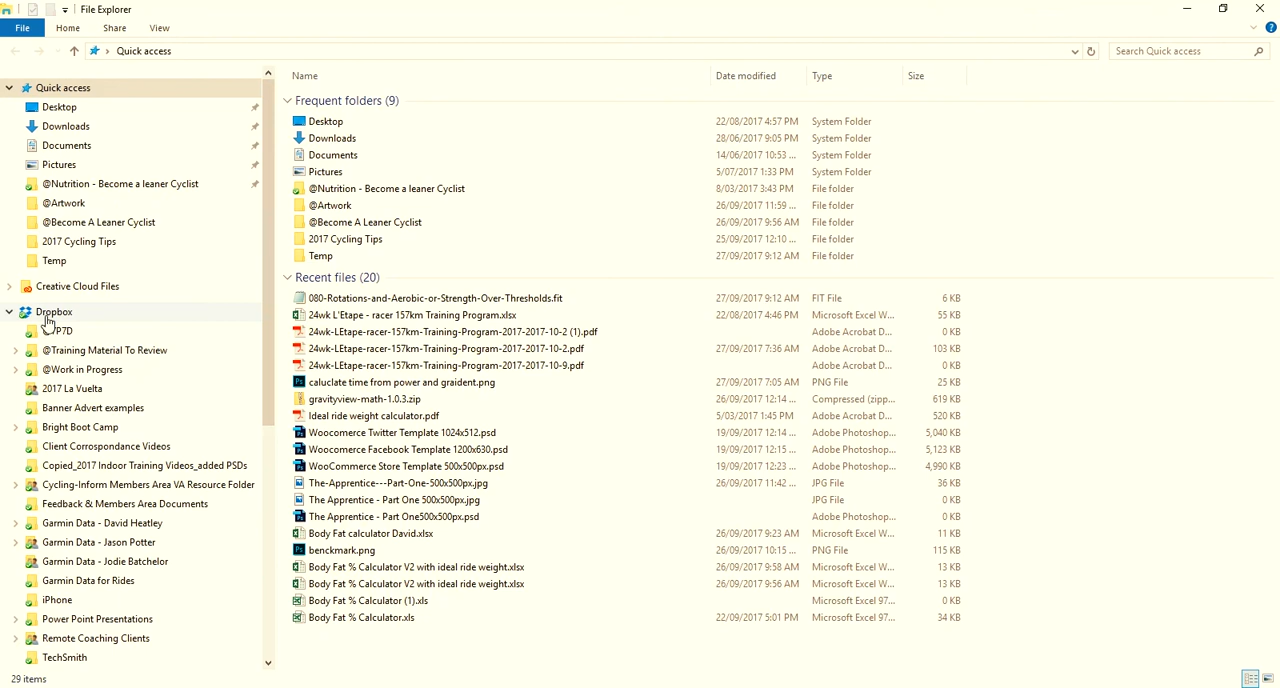 File Explorer
File Home Share View
Quick access
Search Quick access
Quick access
Desktop
Downloads
Documents
Pictures
@Nutrition - Become a leaner Cyclist
@Artwork
@Become A Leaner Cyclist
2017 Cycling Tips
Temp
Creative Cloud Files
Dropbox
@Training Material To Review
@Work in Progress
2017 La Vuelta
Banner Advert examples
Bright Boot Camp
Client Corrospondance Videos
Copied_2017 Indoor Training Videos_added PSDs
Cycling-Inform Members Area VA Resource Folder
Feedback & Members Area Documents
Garmin Data - David Heatley
Garmin Data - Jason Potter
Garmin Data - Jodie Batchelor
Garmin Data for Rides
iPhone
Power Point Presentations
Remote Coaching Clients
TechSmith
29 items
Name Date modified Type Size
Frequent folders (9)
Desktop 22/08/2017 4:57 PM System Folder
Downloads 28/06/2017 9:05 PM System Folder
Documents 14/06/2017 10:53 ... System Folder
Pictures 5/07/2017 1:33 PM System Folder
@Nutrition - Become a leaner Cyclist 8/03/2017 3:43 PM File folder
@Artwork 26/09/2017 11:59 ... File folder
@Become A Leaner Cyclist 26/09/2017 9:56 AM File folder
2017 Cycling Tips 25/09/2017 12:10 ... File folder
Temp 27/09/2017 9:12 AM File folder
Recent files (20)
080-Rotations-and-Aerobic-or-Strength-Over-Thresholds.fit 27/09/2017 9:12 AM FIT File 6 KB
24wk L'Etape - racer 157km Training Program.xlsx 22/08/2017 4:46 PM Microsoft Excel W... 55 KB
24wk-LEtape-racer-157km-Training-Program-2017-2017-10-2 (1).pdf Adobe Acrobat D... 0 KB
24wk-LEtape-racer-157km-Training-Program-2017-2017-10-2.pdf 27/09/2017 7:36 AM Adobe Acrobat D... 103 KB
24wk-LEtape-racer-157km-Training-Program-2017-2017-10-9.pdf Adobe Acrobat D... 0 KB
caluclate time from power and graident.png 27/09/2017 7:05 AM PNG File 25 KB
gravityview-math-1.0.3.zip 26/09/2017 12:14 ... Compressed (zipp... 619 KB
Ideal ride weight calculator.pdf 5/03/2017 1:45 PM Adobe Acrobat D... 520 KB
Woocomerce Twitter Template 1024x512.psd 19/09/2017 12:14 ... Adobe Photoshop... 5,040 KB
Woocomerce Facebook Template 1200x630.psd 19/09/2017 12:15 ... Adobe Photoshop... 5,123 KB
WooCommerce Store Template 500x500px.psd 19/09/2017 12:23 ... Adobe Photoshop... 4,990 KB
The-Apprentice---Part-One-500x500px.jpg 26/09/2017 11:42 ... JPG File 36 KB
The Apprentice - Part One 500x500px.jpg JPG File 0 KB
The Apprentice - Part One500x500px.psd Adobe Photoshop... 0 KB
Body Fat calculator David.xlsx 26/09/2017 9:23 AM Microsoft Excel W... 11 KB
benckmark.png 26/09/2017 10:15 ... PNG File 115 KB
Body Fat % Calculator V2 with ideal ride weight.xlsx 26/09/2017 9:58 AM Microsoft Excel W... 13 KB
Body Fat % Calculator V2 with ideal ride weight.xlsx 26/09/2017 9:56 AM Microsoft Excel W... 13 KB
Body Fat % Calculator (1).xls Microsoft Excel 97... 0 KB
Body Fat % Calculator.xls 22/09/2017 5:01 PM Microsoft Excel 97... 34 KB